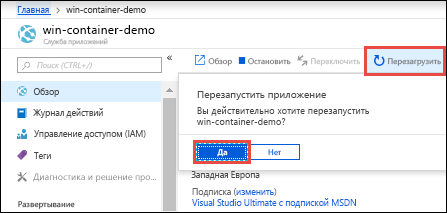 Главная > win-container-demo
win-container-demo
Служба приложений
Поиск (CTRL+/)
Обзор
Остановить
Переключить
Перезагрузить
Обзор
Журнал действий
Управление доступом (IAM)
Теги
Диагностика и решение про...
Развертывание
Перезапустить приложение
Вы действительно хотите перезапустить
win-container-demo?
Да
Нет
Западная Европа
Подписка (изменить)
Visual Studio Ultimate с подпиской MSDN